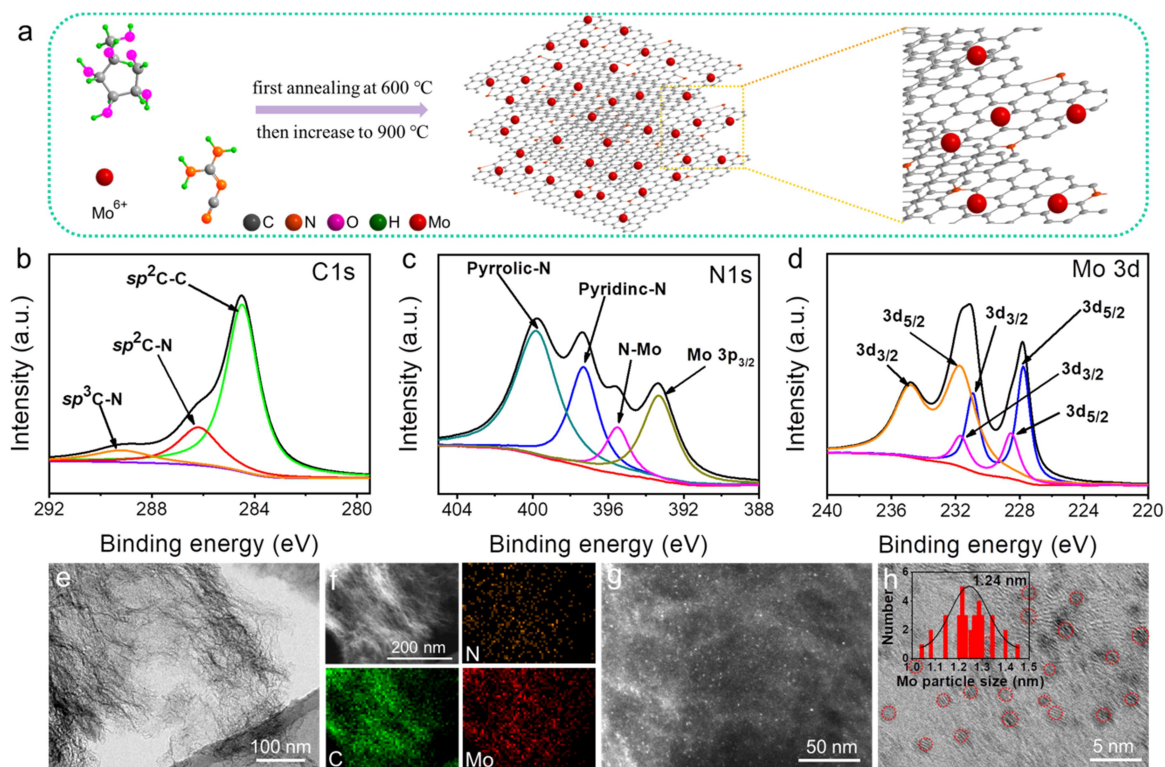 a
first annealing at 600 ℃
then increase to 900 ℃
Mo⁶⁺
C N O H Mo
b
C1s
sp²C-C
sp²C-N
sp³C-N
Intensity (a.u.)
292 288 284 280
Binding energy (eV)
c
N1s
Pyrrolic-N
Pyridinc-N
N-Mo
Mo 3p₃/₂
Intensity (a.u.)
404 400 396 392 388
Binding energy (eV)
d
Mo 3d
3d₅/₂
3d₃/₂
3d₅/₂
3d₃/₂
3d₃/₂
3d₅/₂
Intensity (a.u.)
240 236 232 228 224 220
Binding energy (eV)
e
100 nm
f
200 nm
N
C
Mo
g
50 nm
h
1.24 nm
Number
6
4
2
0
1.0 1.1 1.2 1.3 1.4 1.5
Mo particle size (nm)
5 nm